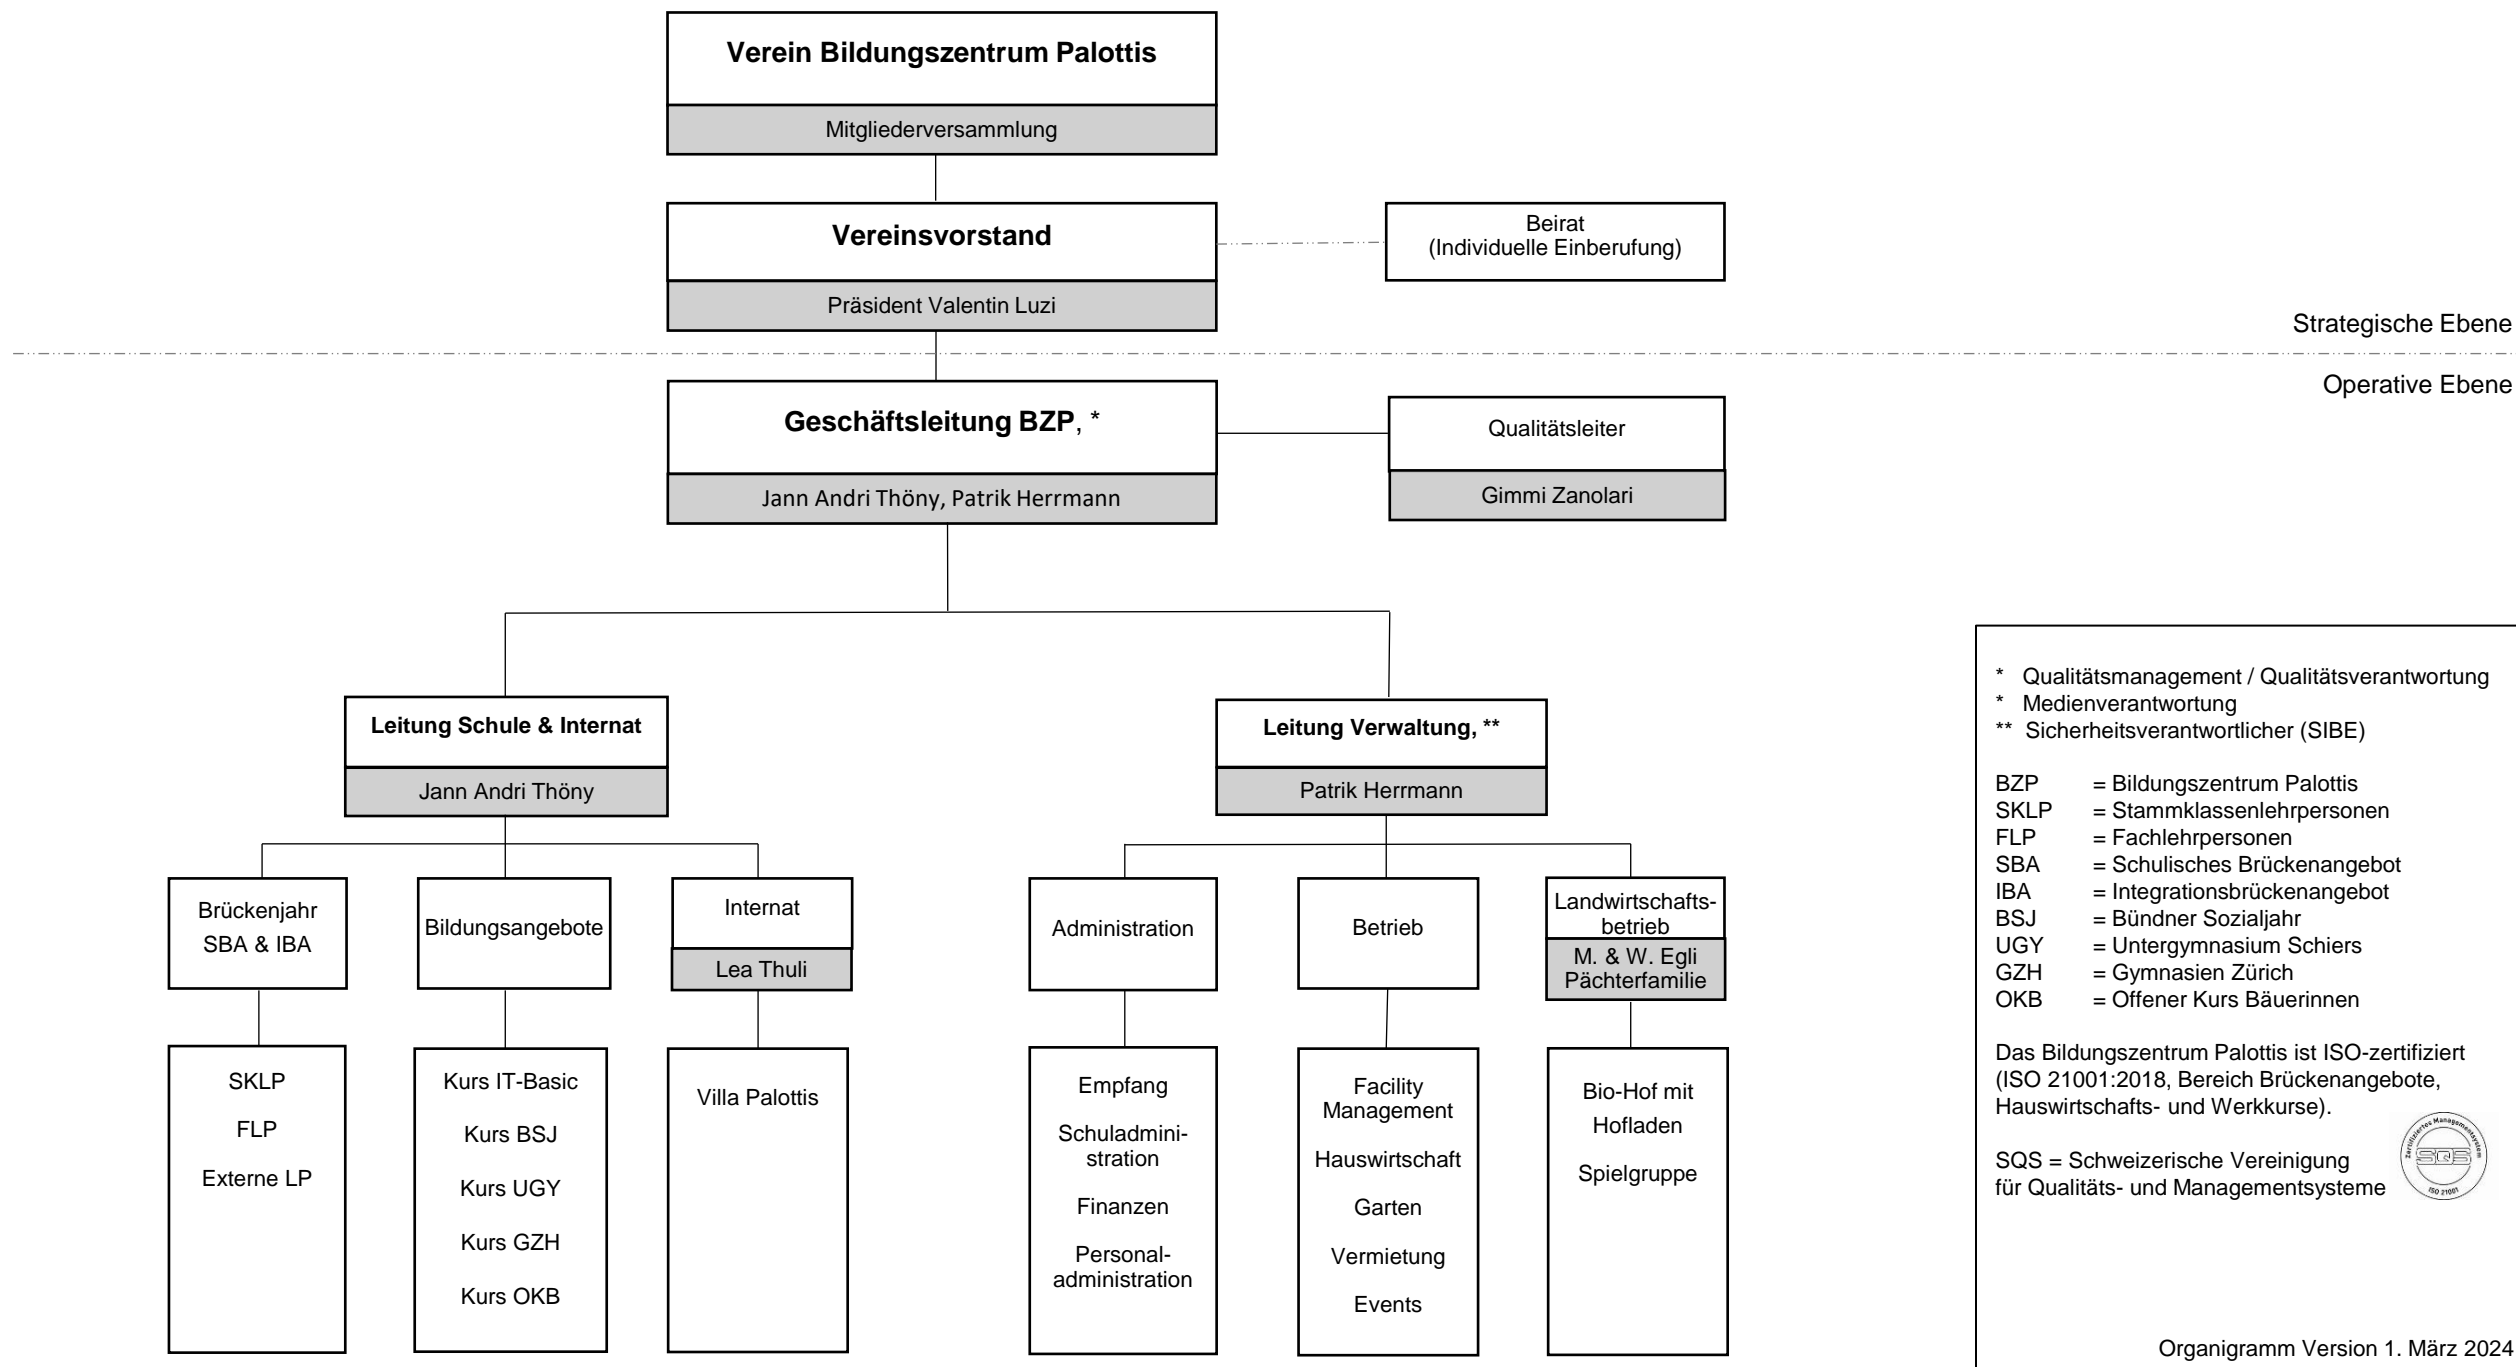 Verein Bildungszentrum Palottis
Mitgliederversammlung
Vereinsvorstand
Präsident Valentin Luzi
Beirat
(Individuelle Einberufung)
Strategische Ebene
Operative Ebene
Geschäftsleitung BZP, *
Jann Andri Thöny, Patrik Herrmann
Qualitätsleiter
Gimmi Zanolari
Leitung Schule & Internat
Jann Andri Thöny
Leitung Verwaltung, **
Patrik Herrmann
Brückenjahr
SBA & IBA
Bildungsangebote
Internat
Lea Thuli
Administration
Betrieb
Landwirtschafts-
betrieb
M. & W. Egli
Pächterfamilie
SKLP
FLP
Externe LP
Kurs IT-Basic
Kurs BSJ
Kurs UGY
Kurs GZH
Kurs OKB
Villa Palottis
Empfang
Schuladmini-
stration
Finanzen
Personal-
administration
Facility
Management
Hauswirtschaft
Garten
Vermietung
Events
Bio-Hof mit
Hofladen
Spielgruppe
* Qualitätsmanagement / Qualitätsverantwortung
* Medienverantwortung
** Sicherheitsverantwortlicher (SIBE)
BZP = Bildungszentrum Palottis
SKLP = Stammklassenlehrpersonen
FLP = Fachlehrpersonen
SBA = Schulisches Brückenangebot
IBA = Integrationsbrückenangebot
BSJ = Bündner Sozialjahr
UGY = Untergymnasium Schiers
GZH = Gymnasien Zürich
OKB = Offener Kurs Bäuerinnen
Das Bildungszentrum Palottis ist ISO-zertifiziert
(ISO 21001:2018, Bereich Brückenangebote,
Hauswirtschafts- und Werkkurse).
SQS = Schweizerische Vereinigung
für Qualitäts- und Managementsysteme
Zertifiziertes Managementsystem
SQS
ISO 21001
Organigramm Version 1. März 2024